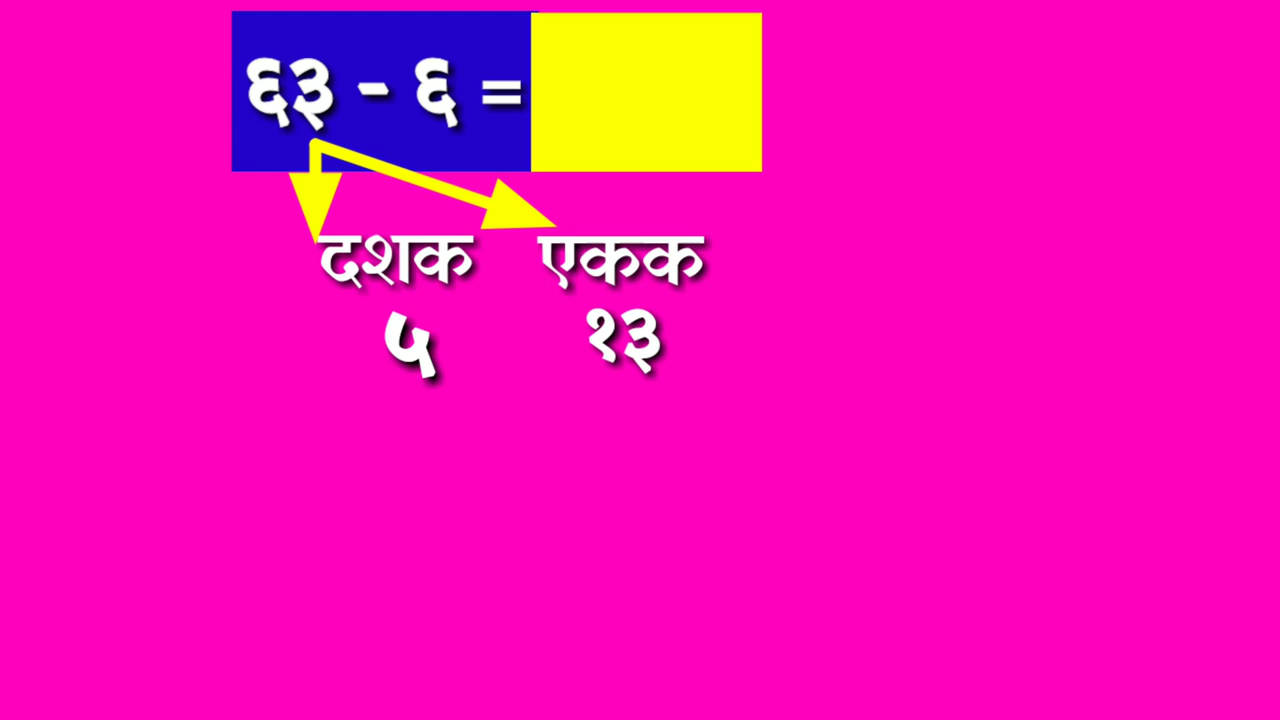 ६३ - ६ =
दशक एकक
५ १३